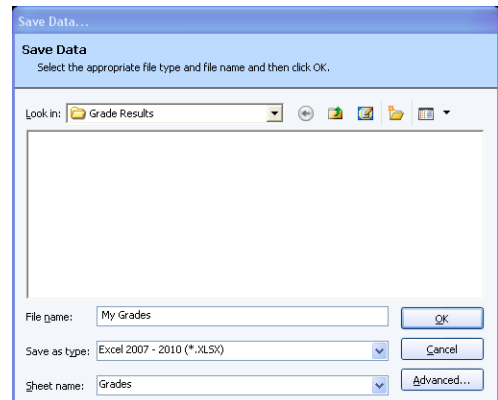 Save Data...
Save Data
Select the appropriate file type and file name and then click OK.
Look in: Grade Results
File name: My Grades
OK
Save as type: Excel 2007 - 2010 (*.XLSX)
Cancel
Sheet name: Grades
Advanced...